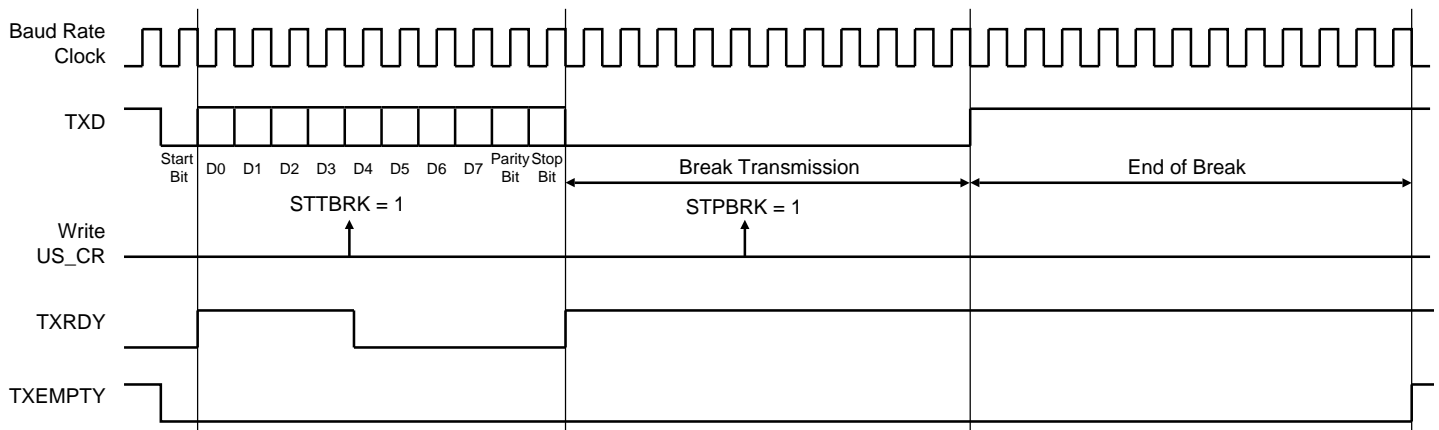 Baud Rate
Clock
TXD
Start
Bit
D0 D1 D2 D3 D4 D5 D6 D7
Parity
Bit
Stop
Bit
Break Transmission
End of Break
STTBRK = 1
STPBRK = 1
Write
US_CR
TXRDY
TXEMPTY